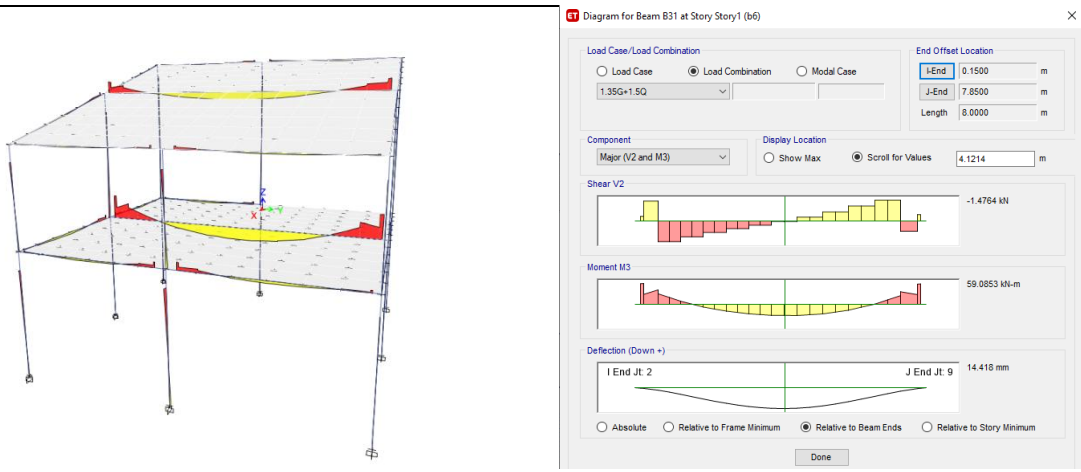 ET Diagram for Beam B31 at Story Story1 (b6)
Load Case/Load Combination
Load Case Load Combination Modal Case
1.35G+1.5Q
End Offset Location
I-End 0.1500 m
J-End 7.8500 m
Length 8.0000 m
Component
Major (V2 and M3)
Display Location
Show Max Scroll for Values 4.1214 m
Shear V2
-1.4764 kN
Moment M3
59.0853 kN-m
Deflection (Down +)
I End Jt: 2 J End Jt: 9 14.418 mm
Absolute Relative to Frame Minimum Relative to Beam Ends Relative to Story Minimum
Done
Z
X Y